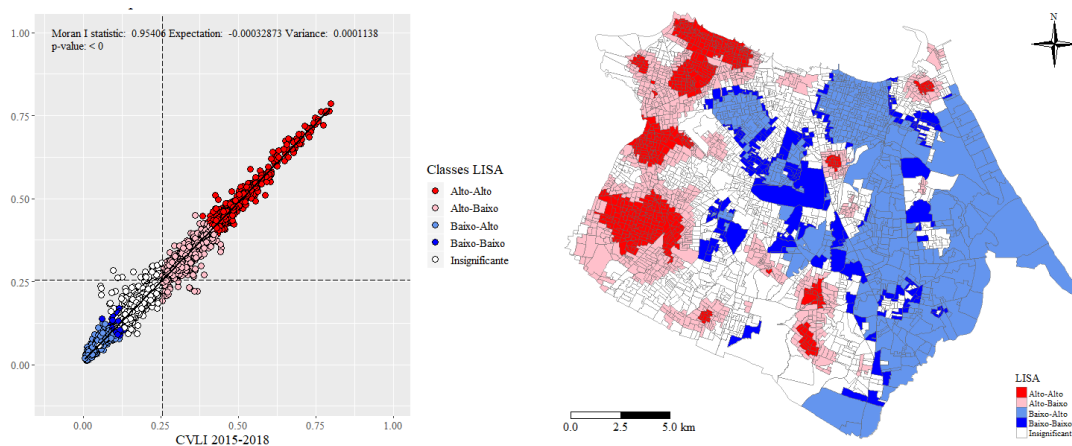 Moran I statistic: 0.95406 Expectation: -0.00032873 Variance: 0.0001138
p-value: < 0
1.00
0.75
0.50
0.25
0.00
0.00
0.25
0.50
0.75
1.00
CVLI 2015-2018
Classes LISA
Alto-Alto
Alto-Baixo
Baixo-Alto
Baixo-Baixo
Insignificante
N
0.0
2.5
5.0 km
LISA
Alto-Alto
Alto-Baixo
Baixo-Alto
Baixo-Baixo
Insignificante